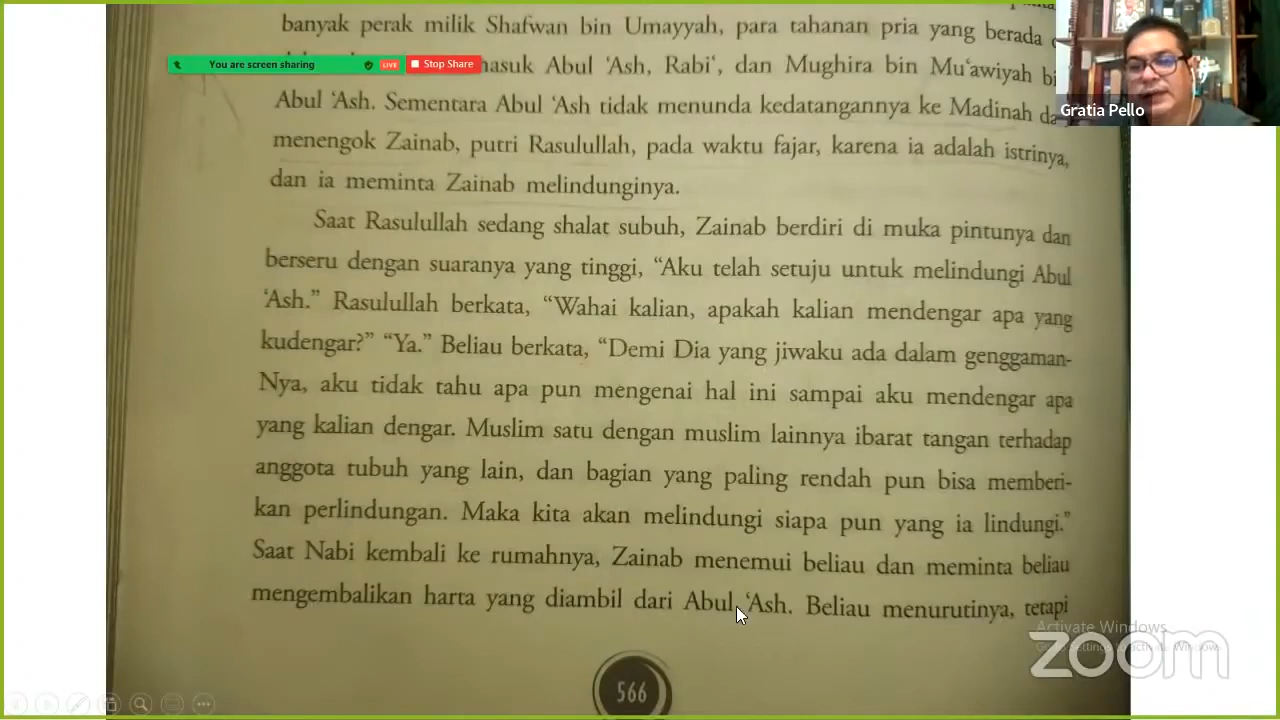 banyak perak milik Shafwan bin Umayyah, para tahanan pria yang berada
You are screen sharing LIVE Stop Share masuk Abul ‘Ash, Rabi‘, dan Mughira bin Mu‘awiyah
Gratia Pello
Abul ‘Ash. Sementara Abul ‘Ash tidak menunda kedatangannya ke Madinah
menengok Zainab, putri Rasulullah, pada waktu fajar, karena ia adalah istrinya,
dan ia meminta Zainab melindunginya.
Saat Rasulullah sedang shalat subuh, Zainab berdiri di muka pintunya dan
berseru dengan suaranya yang tinggi, “Aku telah setuju untuk melindungi Abul
‘Ash.” Rasulullah berkata, “Wahai kalian, apakah kalian mendengar apa yang
kudengar?” “Ya.” Beliau berkata, “Demi Dia yang jiwaku ada dalam genggaman-
Nya, aku tidak tahu apa pun mengenai hal ini sampai aku mendengar apa
yang kalian dengar. Muslim satu dengan muslim lainnya ibarat tangan terhadap
anggota tubuh yang lain, dan bagian yang paling rendah pun bisa memberi-
kan perlindungan. Maka kita akan melindungi siapa pun yang ia lindungi.”
Saat Nabi kembali ke rumahnya, Zainab menemui beliau dan meminta beliau
mengembalikan harta yang diambil dari Abul ‘Ash. Beliau menurutinya, tetapi
Activate Windows
zoom
566